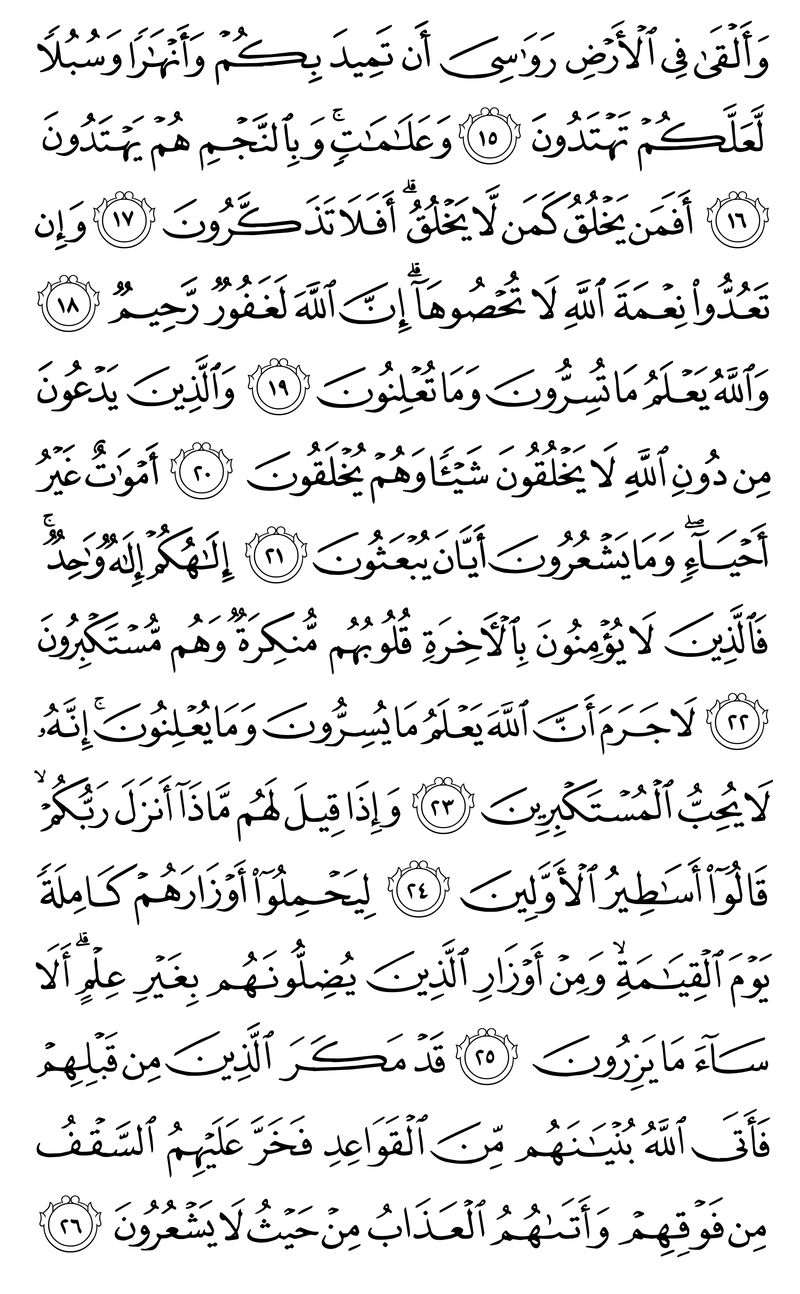 وَأَلْقَىٰ فِي ٱلْأَرْضِ رَوَٰسِيَ أَن تَمِيدَ بِكُمْ وَأَنْهَٰرًا وَسُبُلًا
لَّعَلَّكُمْ تَهْتَدُونَ ١٥ وَعَلَٰمَٰتٍۚ وَبِٱلنَّجْمِ هُمْ يَهْتَدُونَ
١٦ أَفَمَن يَخْلُقُ كَمَن لَّا يَخْلُقُۗ أَفَلَا تَذَكَّرُونَ ١٧ وَإِن
تَعُدُّوا۟ نِعْمَةَ ٱللَّهِ لَا تُحْصُوهَآۗ إِنَّ ٱللَّهَ لَغَفُورٌ رَّحِيمٌ ١٨
وَٱللَّهُ يَعْلَمُ مَا تُسِرُّونَ وَمَا تُعْلِنُونَ ١٩ وَٱلَّذِينَ يَدْعُونَ
مِن دُونِ ٱللَّهِ لَا يَخْلُقُونَ شَيْـًٔا وَهُمْ يُخْلَقُونَ ٢٠ أَمْوَٰتٌ غَيْرُ
أَحْيَآءٍۖ وَمَا يَشْعُرُونَ أَيَّانَ يُبْعَثُونَ ٢١ إِلَٰهُكُمْ إِلَٰهٌ وَٰحِدٌۚ
فَٱلَّذِينَ لَا يُؤْمِنُونَ بِٱلْـَٔاخِرَةِ قُلُوبُهُم مُّنكِرَةٌ وَهُم مُّسْتَكْبِرُونَ
٢٢ لَا جَرَمَ أَنَّ ٱللَّهَ يَعْلَمُ مَا يُسِرُّونَ وَمَا يُعْلِنُونَۚ إِنَّهُۥ
لَا يُحِبُّ ٱلْمُسْتَكْبِرِينَ ٢٣ وَإِذَا قِيلَ لَهُم مَّاذَآ أَنزَلَ رَبُّكُمْۙ
قَالُوٓا۟ أَسَٰطِيرُ ٱلْأَوَّلِينَ ٢٤ لِيَحْمِلُوٓا۟ أَوْزَارَهُمْ كَامِلَةً
يَوْمَ ٱلْقِيَٰمَةِۙ وَمِنْ أَوْزَارِ ٱلَّذِينَ يُضِلُّونَهُم بِغَيْرِ عِلْمٍۗ أَلَا
سَآءَ مَا يَزِرُونَ ٢٥ قَدْ مَكَرَ ٱلَّذِينَ مِن قَبْلِهِمْ
فَأَتَى ٱللَّهُ بُنْيَٰنَهُم مِّنَ ٱلْقَوَاعِدِ فَخَرَّ عَلَيْهِمُ ٱلسَّقْفُ
مِن فَوْقِهِمْ وَأَتَىٰهُمُ ٱلْعَذَابُ مِنْ حَيْثُ لَا يَشْعُرُونَ ٢٦